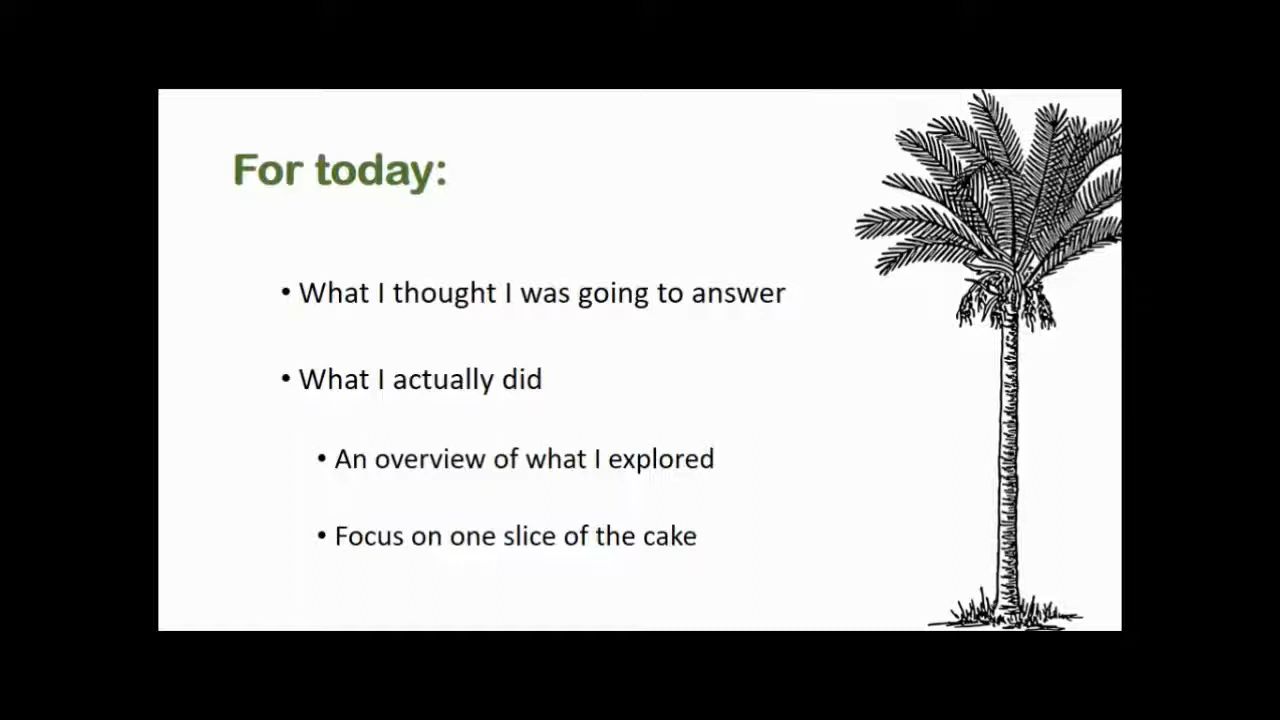 For today:
• What I thought I was going to answer
• What I actually did
• An overview of what I explored
• Focus on one slice of the cake